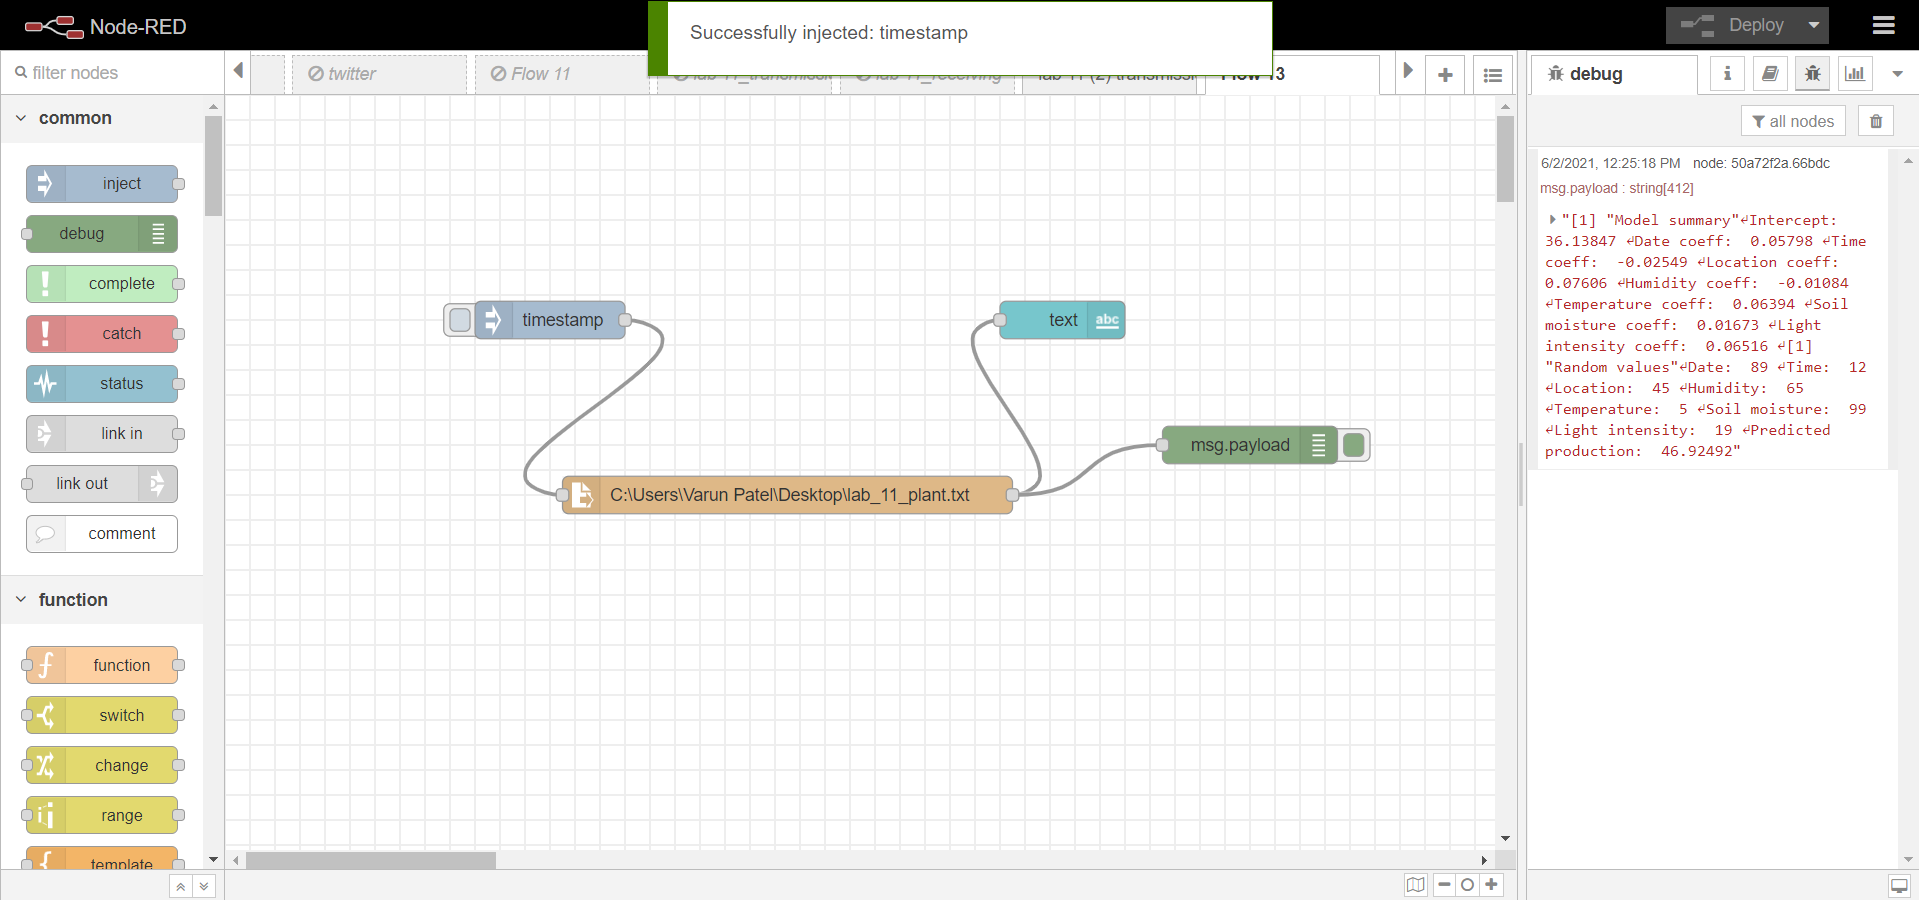 Node-RED
Successfully injected: timestamp
Deploy
filter nodes
twitter
Flow 11
lab 11_transmiss
lab 11_receiving
lab 11 (2) transmissi
Flow 13
debug
all nodes
common
inject
debug
complete
catch
status
link in
link out
comment
function
function
switch
change
range
template
timestamp
text
abc
msg.payload
C:\Users\Varun Patel\Desktop\lab_11_plant.txt
6/2/2021, 12:25:18 PM node: 50a72f2a.66bdc
msg.payload : string[412]
"[1] "Model summary"↵Intercept:
36.13847 ↵Date coeff: 0.05798 ↵Time
coeff: -0.02549 ↵Location coeff:
0.07606 ↵Humidity coeff: -0.01084
↵Temperature coeff: 0.06394 ↵Soil
moisture coeff: 0.01673 ↵Light
intensity coeff: 0.06516 ↵[1]
"Random values"↵Date: 89 ↵Time: 12
↵Location: 45 ↵Humidity: 65
↵Temperature: 5 ↵Soil moisture: 99
↵Light intensity: 19 ↵Predicted
production: 46.92492"